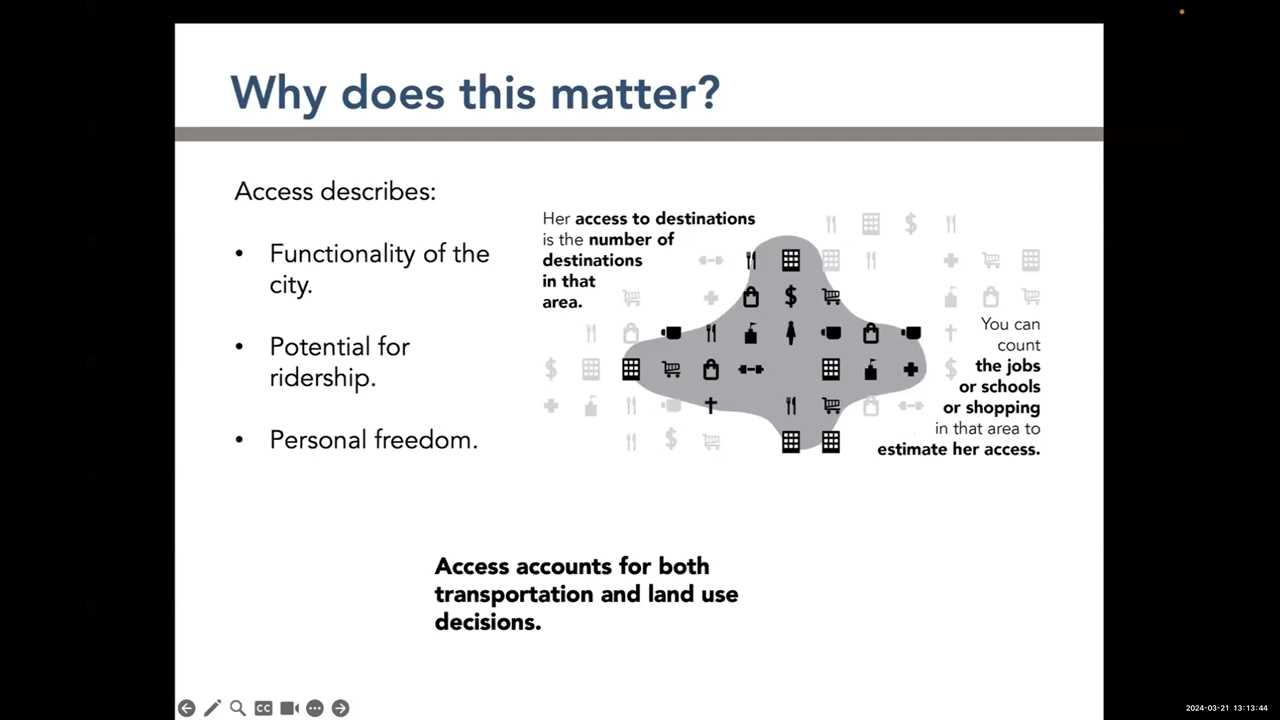 Why does this matter?
Access describes:
• Functionality of the
city.
• Potential for
ridership.
• Personal freedom.
Her access to destinations
is the number of
destinations
in that
area.
You can
count
the jobs
or schools
or shopping
in that area to
estimate her access.
Access accounts for both
transportation and land use
decisions.
CC
2024-03-21 13:13:44